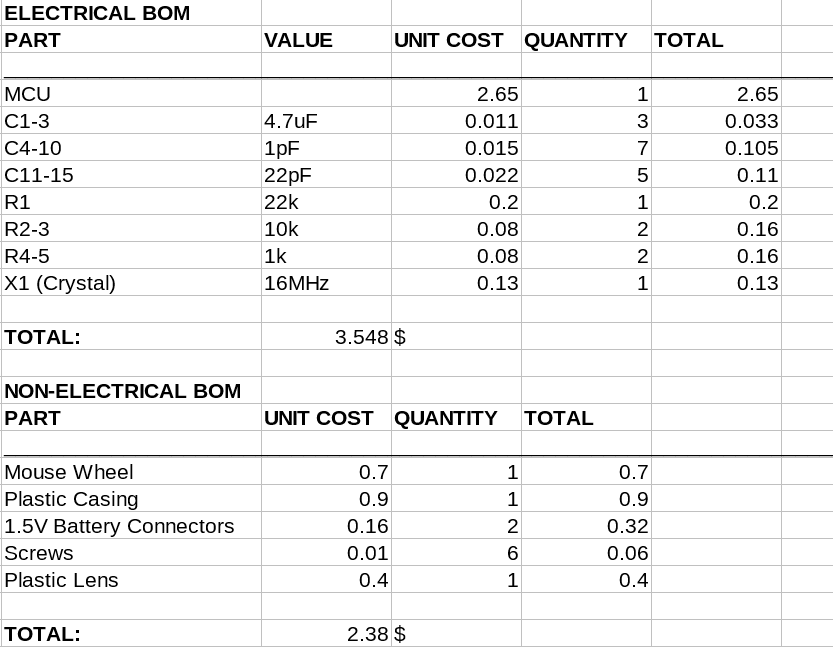 ELECTRICAL BOM
PART VALUE UNIT COST QUANTITY TOTAL
MCU 2.65 1 2.65
C1-3 4.7uF 0.011 3 0.033
C4-10 1pF 0.015 7 0.105
C11-15 22pF 0.022 5 0.11
R1 22k 0.2 1 0.2
R2-3 10k 0.08 2 0.16
R4-5 1k 0.08 2 0.16
X1 (Crystal) 16MHz 0.13 1 0.13
TOTAL: 3.548 $
NON-ELECTRICAL BOM
PART UNIT COST QUANTITY TOTAL
Mouse Wheel 0.7 1 0.7
Plastic Casing 0.9 1 0.9
1.5V Battery Connectors 0.16 2 0.32
Screws 0.01 6 0.06
Plastic Lens 0.4 1 0.4
TOTAL: 2.38 $